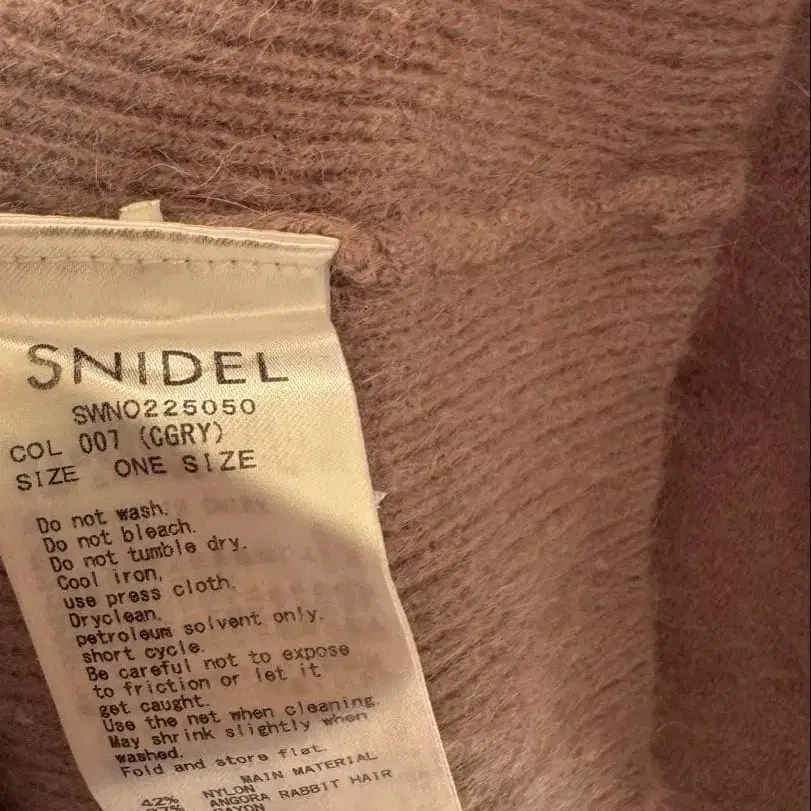 SNIDEL
SWNO225050
COL 007 (CGRY)
SIZE ONE SIZE
Do not wash.
Do not bleach.
Do not tumble dry.
Cool iron,
use press cloth.
Dryclean,
petroleum solvent only,
short cycle.
Be careful not to expose
to friction or let it
get caught.
Use the net when cleaning.
May shrink slightly when
washed.
Fold and store flat.
MAIN MATERIAL
42% NYLON
ANGORA RABBIT HAIR